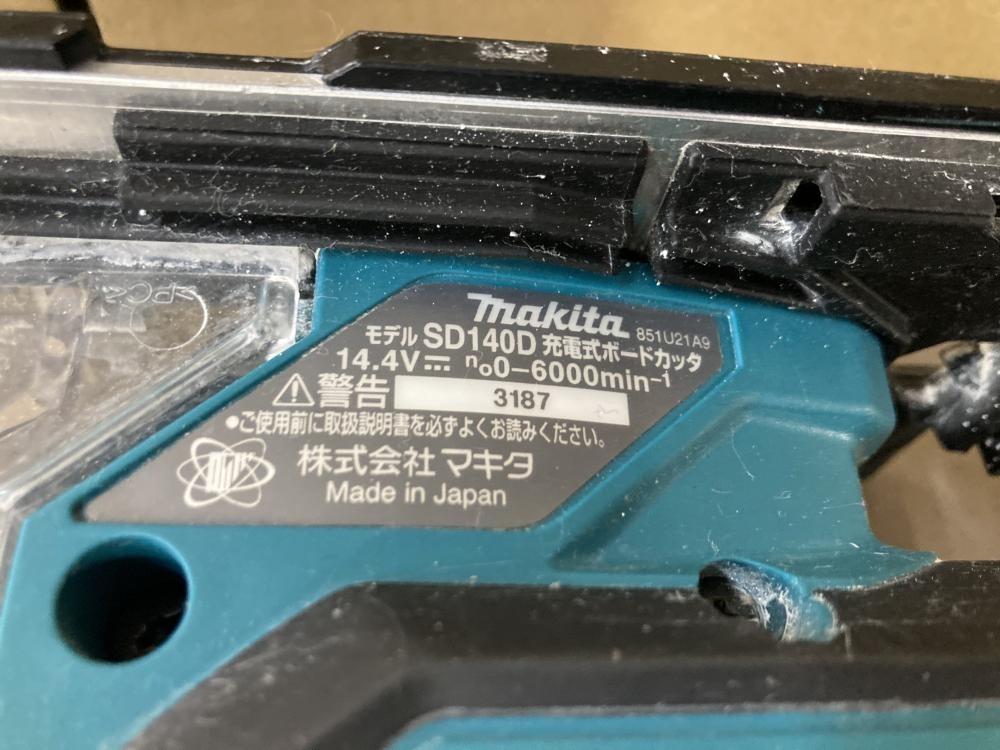 makita
851U21A9
モデル SD140D 充電式ボードカッタ
14.4V⎓ n₀0-6000min⁻¹
⚠警告 3187
●ご使用前に取扱説明書を必ずよくお読みください。
株式会社 マキタ
Made in Japan
>PC<